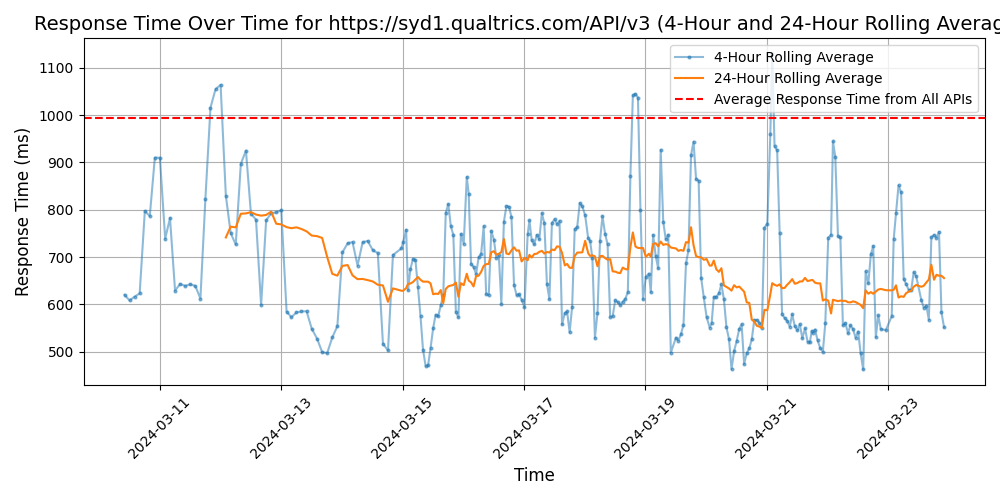 Response Time Over Time for https://syd1.qualtrics.com/API/v3 (4-Hour and 24-Hour Rolling Averag
4-Hour Rolling Average
24-Hour Rolling Average
Average Response Time from All APIs
Response Time (ms)
1100
1000
900
800
700
600
500
2024-03-11
2024-03-13
2024-03-15
2024-03-17
2024-03-19
2024-03-21
2024-03-23
Time